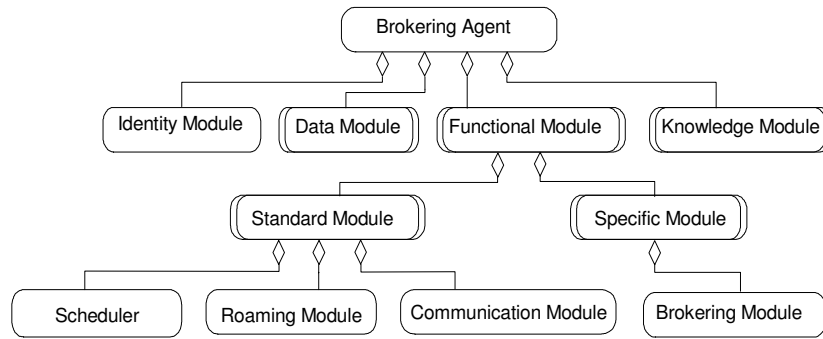 Brokering Agent
Identity Module
Data Module
Functional Module
Knowledge Module
Standard Module
Specific Module
Scheduler
Roaming Module
Communication Module
Brokering Module